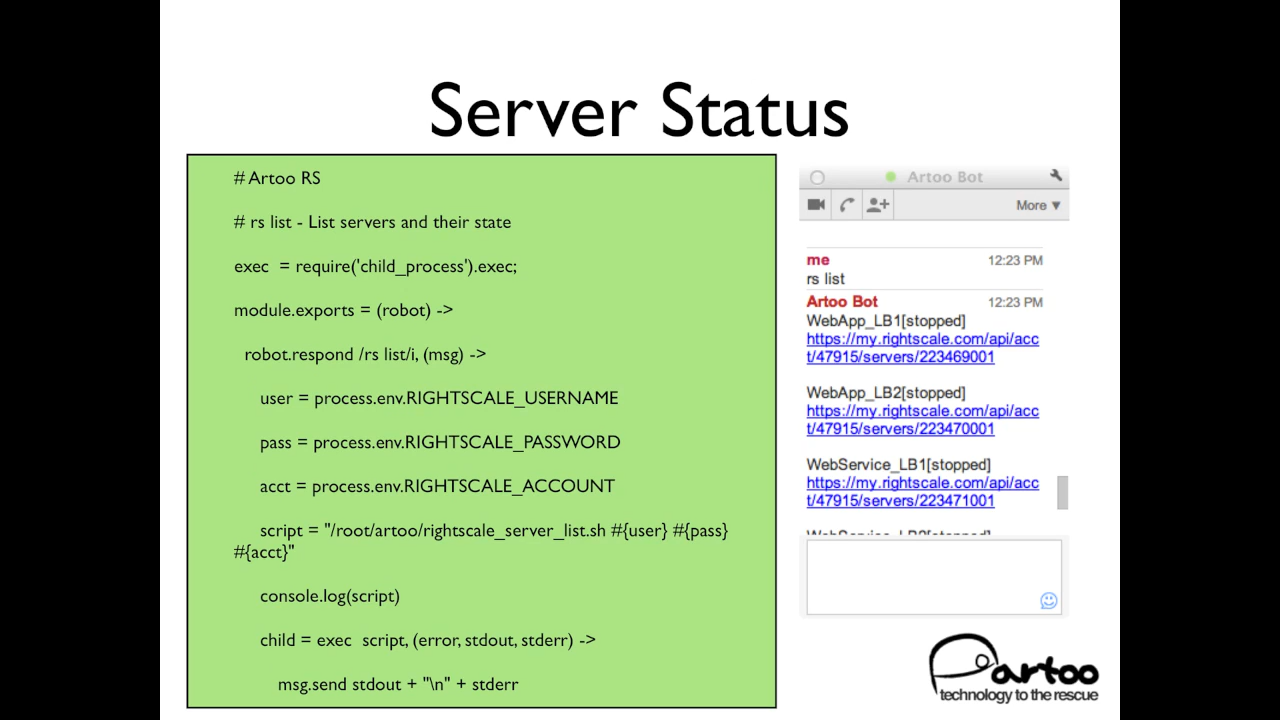 Server Status
# Artoo RS
# rs list - List servers and their state
exec  = require('child_process').exec;
module.exports = (robot) ->
robot.respond /rs list/i, (msg) ->
user = process.env.RIGHTSCALE_USERNAME
pass = process.env.RIGHTSCALE_PASSWORD
acct = process.env.RIGHTSCALE_ACCOUNT
script = "/root/artoo/rightscale_server_list.sh #{user} #{pass}
#{acct}"
console.log(script)
child = exec  script, (error, stdout, stderr) ->
msg.send stdout + "\n" + stderr
Artoo Bot
More ▼
me 12:23 PM
rs list
Artoo Bot 12:23 PM
WebApp_LB1[stopped]
https://my.rightscale.com/api/acc
t/47915/servers/223469001
WebApp_LB2[stopped]
https://my.rightscale.com/api/acc
t/47915/servers/223470001
WebService_LB1[stopped]
https://my.rightscale.com/api/acc
t/47915/servers/223471001
WebService_LB2[stopped]
artoo
technology to the rescue